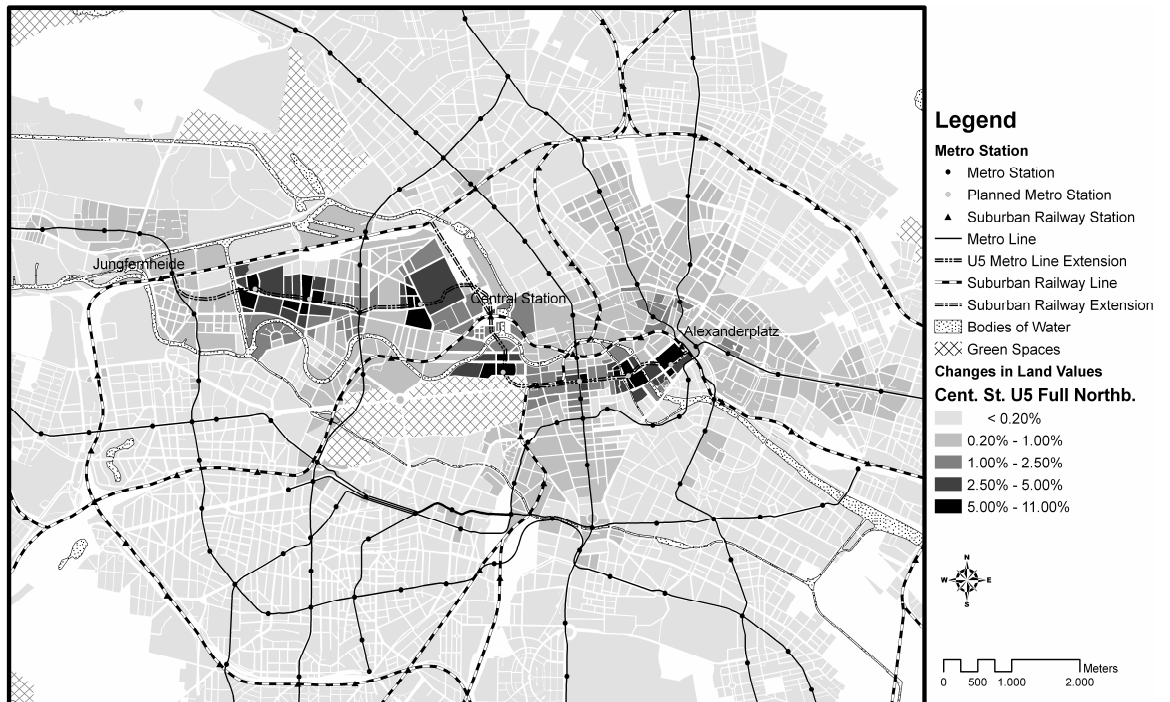 Jungfernheide
Central Station
Alexanderplatz
Legend
Metro Station
Metro Station
Planned Metro Station
Suburban Railway Station
Metro Line
U5 Metro Line Extension
Suburban Railway Line
Suburban Railway Extension
Bodies of Water
Green Spaces
Changes in Land Values
Cent. St. U5 Full Northb.
< 0.20%
0.20% - 1.00%
1.00% - 2.50%
2.50% - 5.00%
5.00% - 11.00%
N
W E
S
Meters
0 500 1.000 2.000